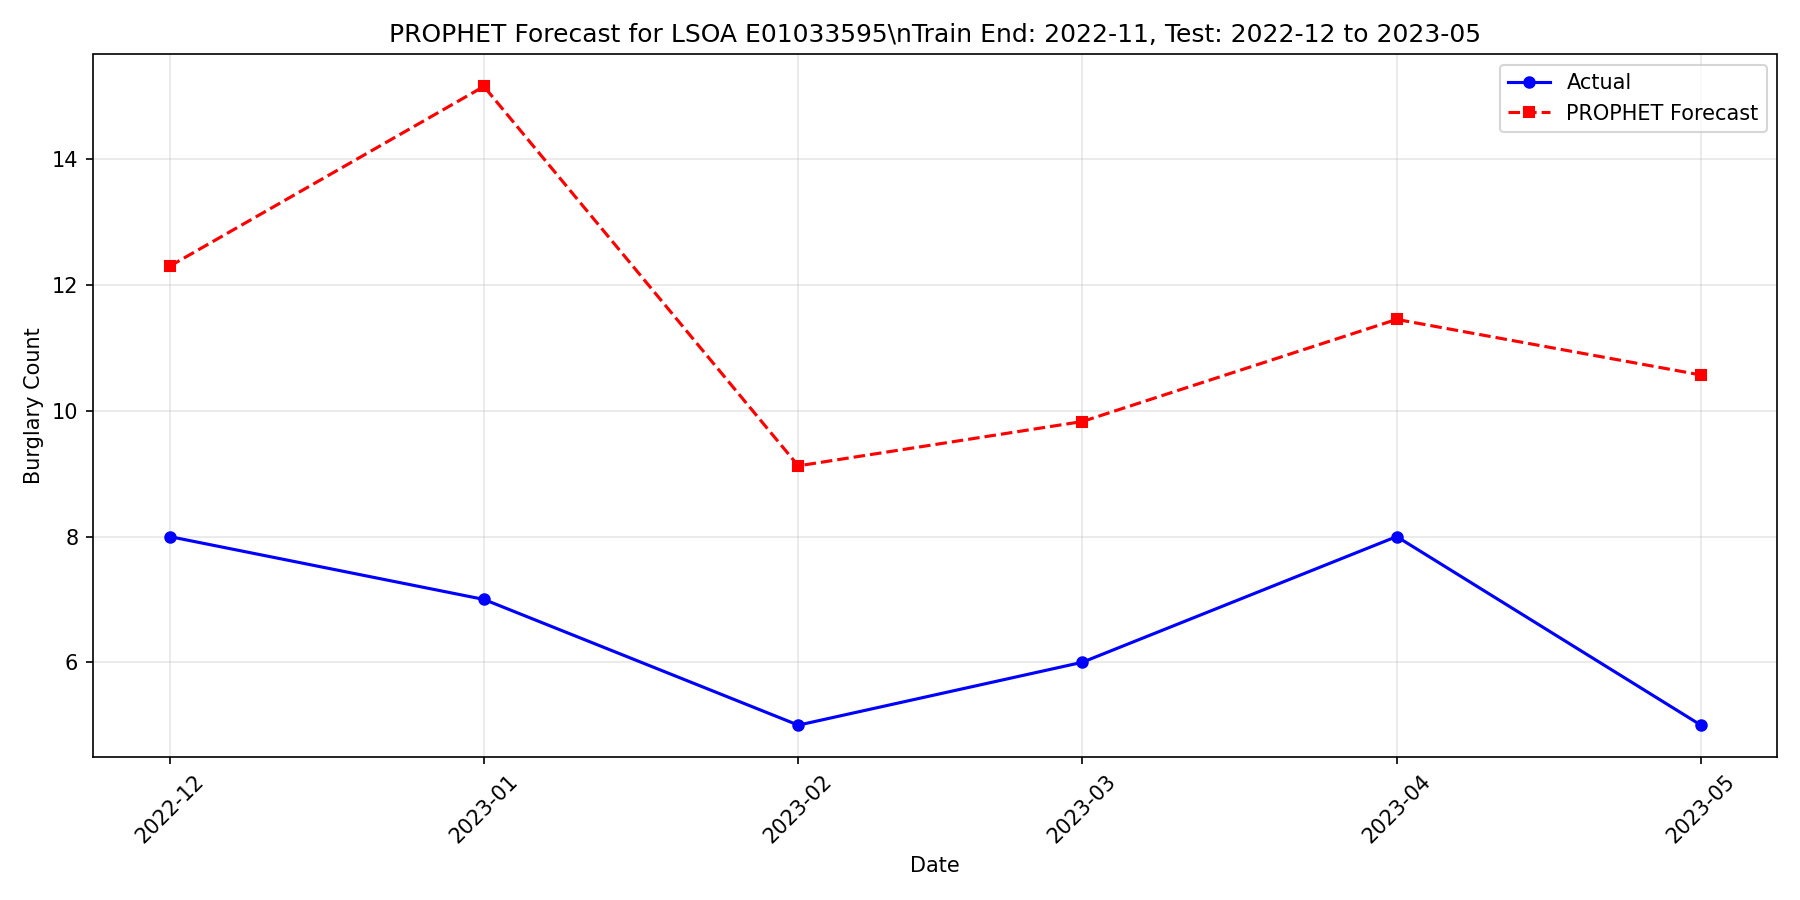 PROPHET Forecast for LSOA E01033595\nTrain End: 2022-11, Test: 2022-12 to 2023-05
Actual
PROPHET Forecast
Burglary Count
14
12
10
8
6
2022-12
2023-01
2023-02
2023-03
2023-04
2023-05
Date